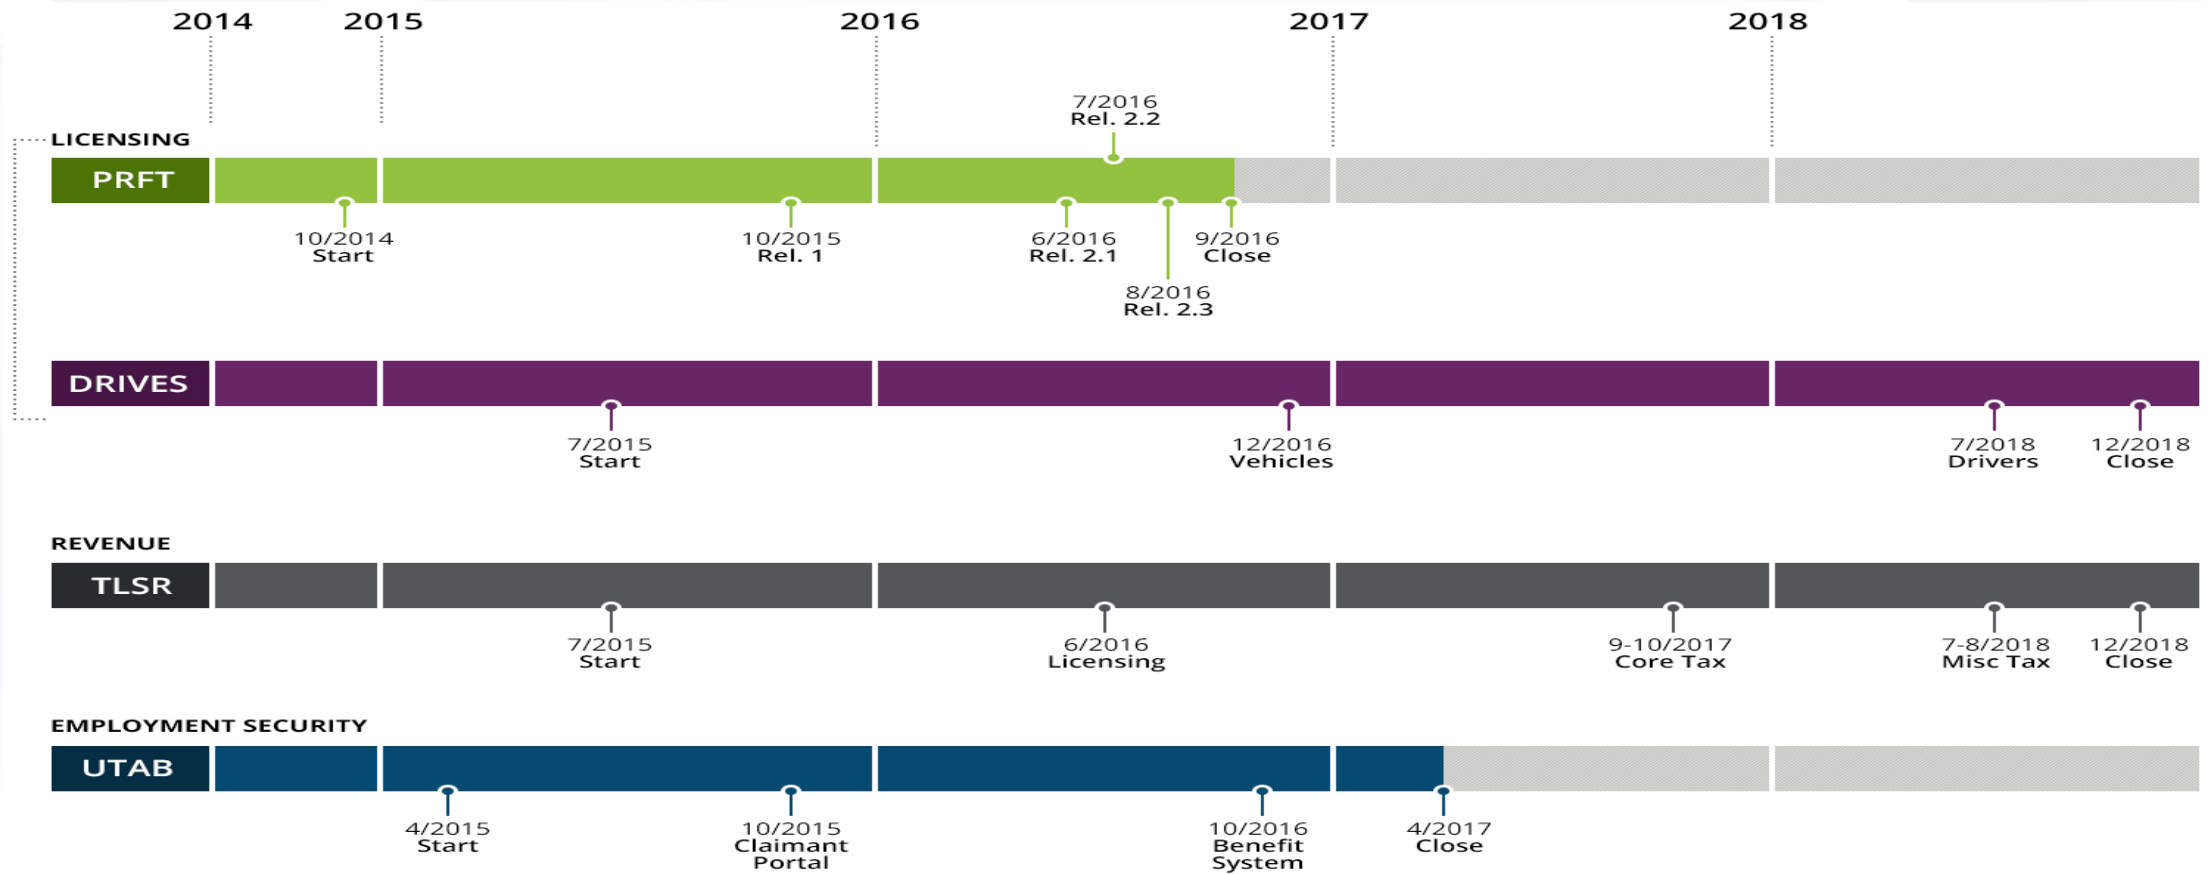 2014 2015 2016 2017 2018
7/2016
Rel. 2.2
LICENSING
PRFT
10/2014
Start
10/2015
Rel. 1
6/2016
Rel. 2.1
9/2016
Close
8/2016
Rel. 2.3
DRIVES
7/2015
Start
12/2016
Vehicles
7/2018
Drivers
12/2018
Close
REVENUE
TLSR
7/2015
Start
6/2016
Licensing
9-10/2017
Core Tax
7-8/2018
Misc Tax
12/2018
Close
EMPLOYMENT SECURITY
UTAB
4/2015
Start
10/2015
Claimant
Portal
10/2016
Benefit
System
4/2017
Close